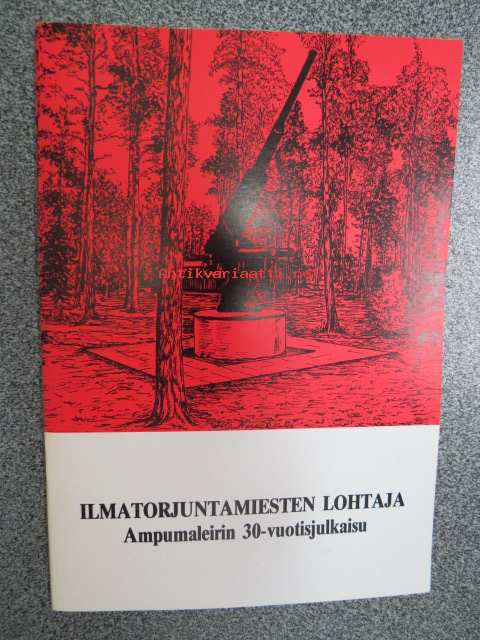 Antikvariaatti.net
ILMATORJUNTAMIESTEN LOHTAJA
Ampumaleirin 30-vuotisjulkaisu